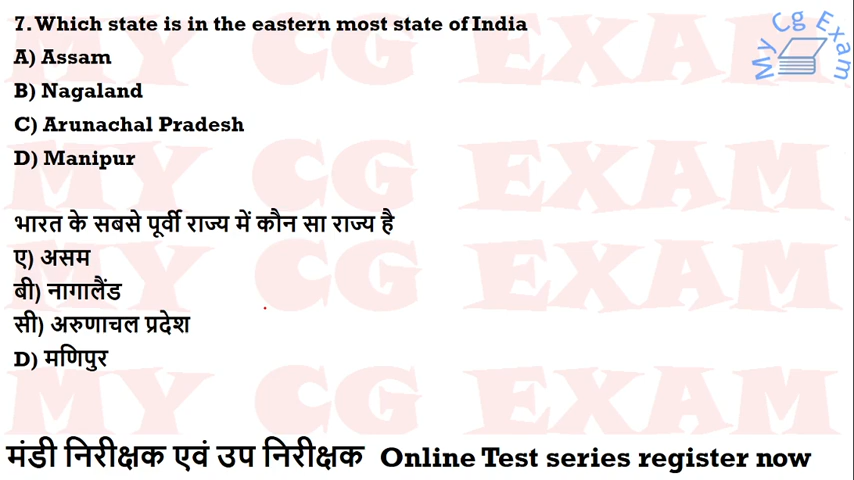 7. Which state is in the eastern most state of India
A) Assam
B) Nagaland
C) Arunachal Pradesh
D) Manipur
भारत के सबसे पूर्वी राज्य में कौन सा राज्य है
ए) असम
बी) नागालैंड
सी) अरुणाचल प्रदेश
D) मणिपुर
मंडी निरीक्षक एवं उप निरीक्षक Online Test series register now
My Cg Exam
MY CG EXAM
MY CG EXAM
MY CG EXAM
MY CG EXAM